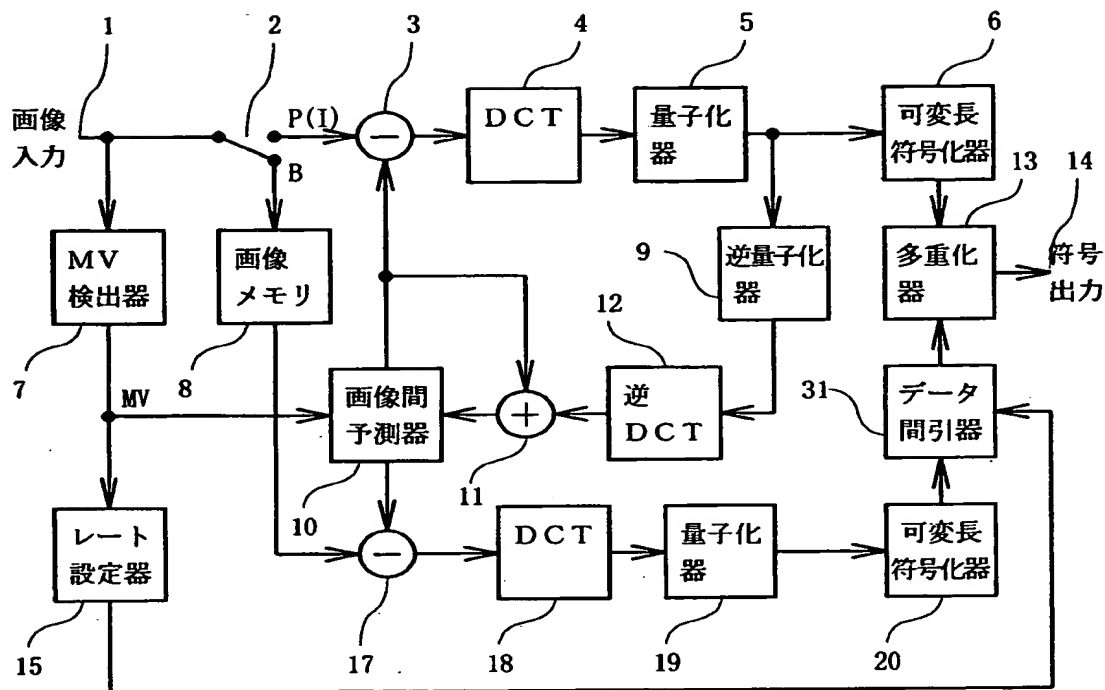 1
2
3
4
5
6
画像
入力
P(I)
B
−
DCT
量子化
器
可変長
符号化器
13
14
MV
検出器
画像
メモリ
9
逆量子化
器
多重化
器
符号
出力
7
8
12
MV
画像間
予測器
+
逆
DCT
31
データ
間引器
10
11
レート
設定器
−
DCT
量子化
器
可変長
符号化器
15
17
18
19
20